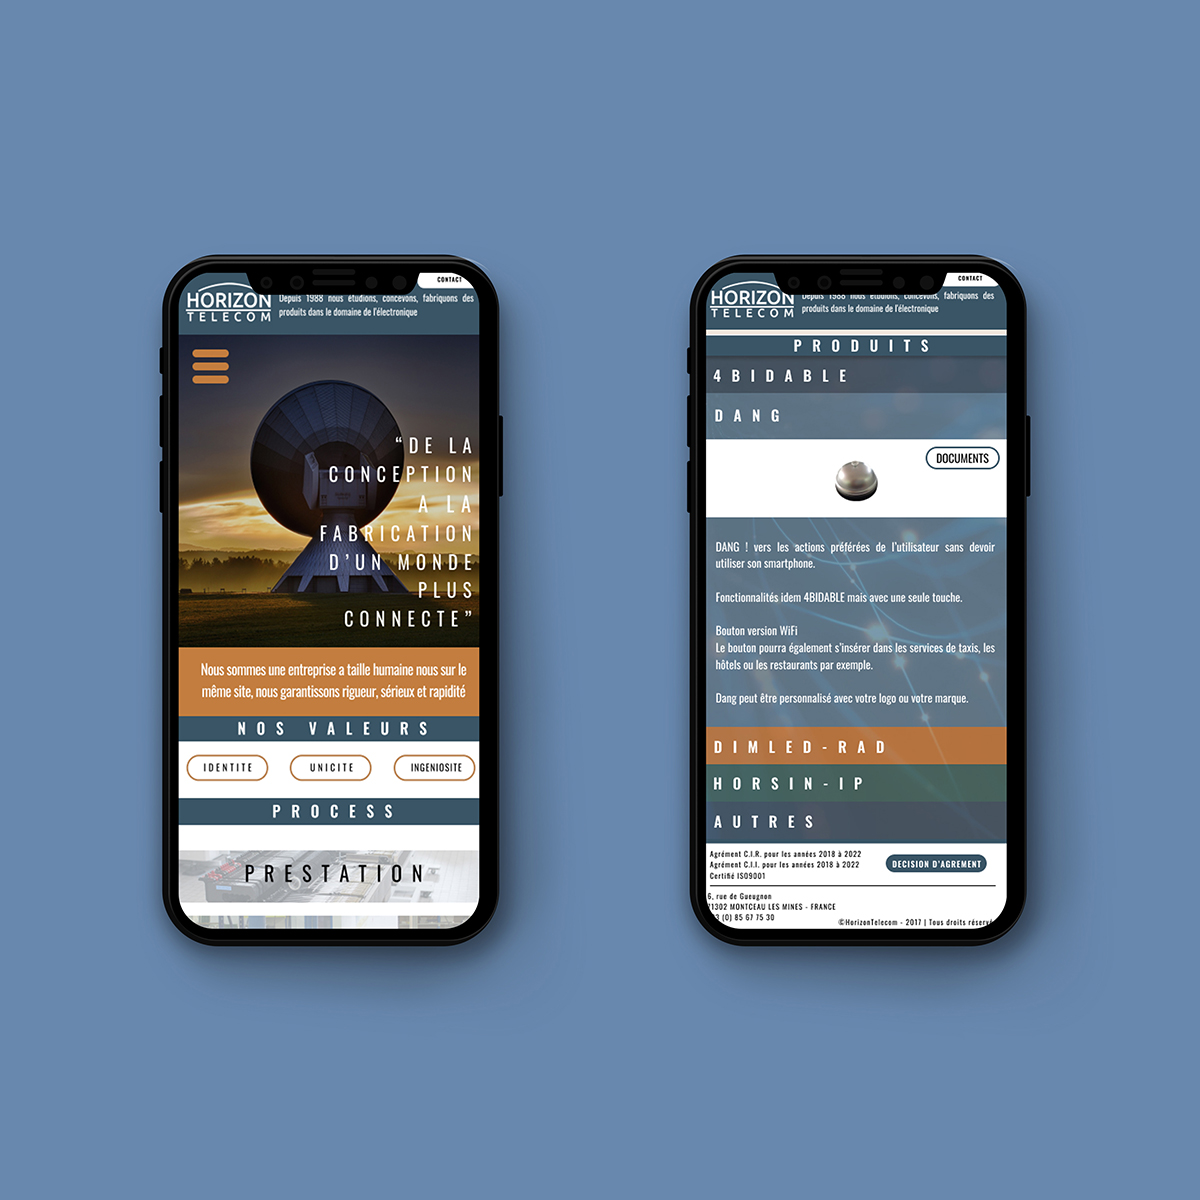 CONTACT
HORIZON
TELECOM
Depuis 1988 nous étudions, concevons, fabriquons des
produits dans le domaine de l'électronique
“DE LA
CONCEPTION
A LA
FABRICATION
D'UN MONDE
PLUS
CONNECTE”
Nous sommes une entreprise a taille humaine nous sur le
même site, nous garantissons rigueur, sérieux et rapidité
NOS VALEURS
IDENTITE
UNICITE
INGENIOSITE
PROCESS
PRESTATION
CONTACT
HORIZON
TELECOM
Depuis 1988 nous étudions, concevons, fabriquons des
produits dans le domaine de l'électronique
PRODUITS
4BIDABLE
DANG
DOCUMENTS
DANG ! vers les actions préférées de l'utilisateur sans devoir
utiliser son smartphone.
Fonctionnalités idem 4BIDABLE mais avec une seule touche.
Bouton version WiFi
Le bouton pourra également s'insérer dans les services de taxis, les
hôtels ou les restaurants par exemple.
Dang peut être personnalisé avec votre logo ou votre marque.
DIMLED-RAD
HORSIN-IP
AUTRES
Agrément C.I.R. pour les années 2018 à 2022
Agrément C.I.I. pour les années 2018 à 2022
Certifié ISO9001
DECISION D'AGREMENT
6, rue de Gueugnon
71302 MONTCEAU LES MINES - FRANCE
3 (0) 85 67 75 30
©HorizonTelecom - 2017 | Tous droits réservé